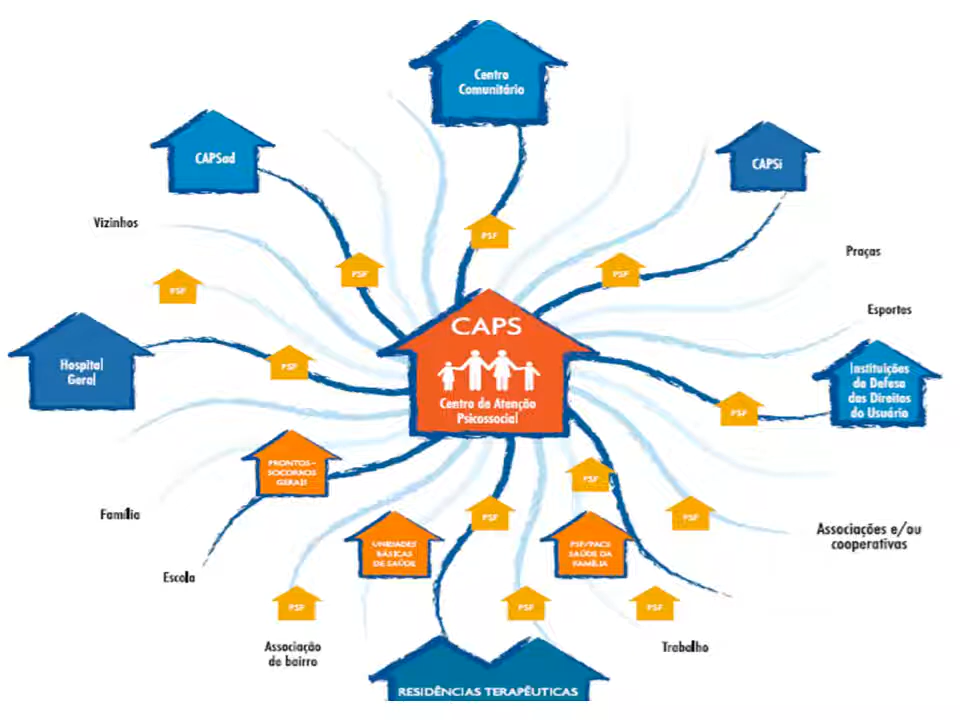 Centro
Comunitário
CAPSad
CAPSi
Vizinhos
PSF
Praças
PSF
PSF
PSF
Esportes
CAPS
Hospital
Geral
PSF
Instituições
de Defesa
dos Direitos
do Usuário
Centro de Atenção
Psicossocial
PSF
PRONTOS-
SOCORROS
GERAIS
PSF
Família
PSF
PSF
Associações e/ou
cooperativas
UNIDADES
BÁSICAS
DE SAÚDE
PSF/PACS
SAÚDE DA
FAMÍLIA
Escola
PSF
PSF
PSF
Associação
de bairro
Trabalho
RESIDÊNCIAS TERAPÊUTICAS